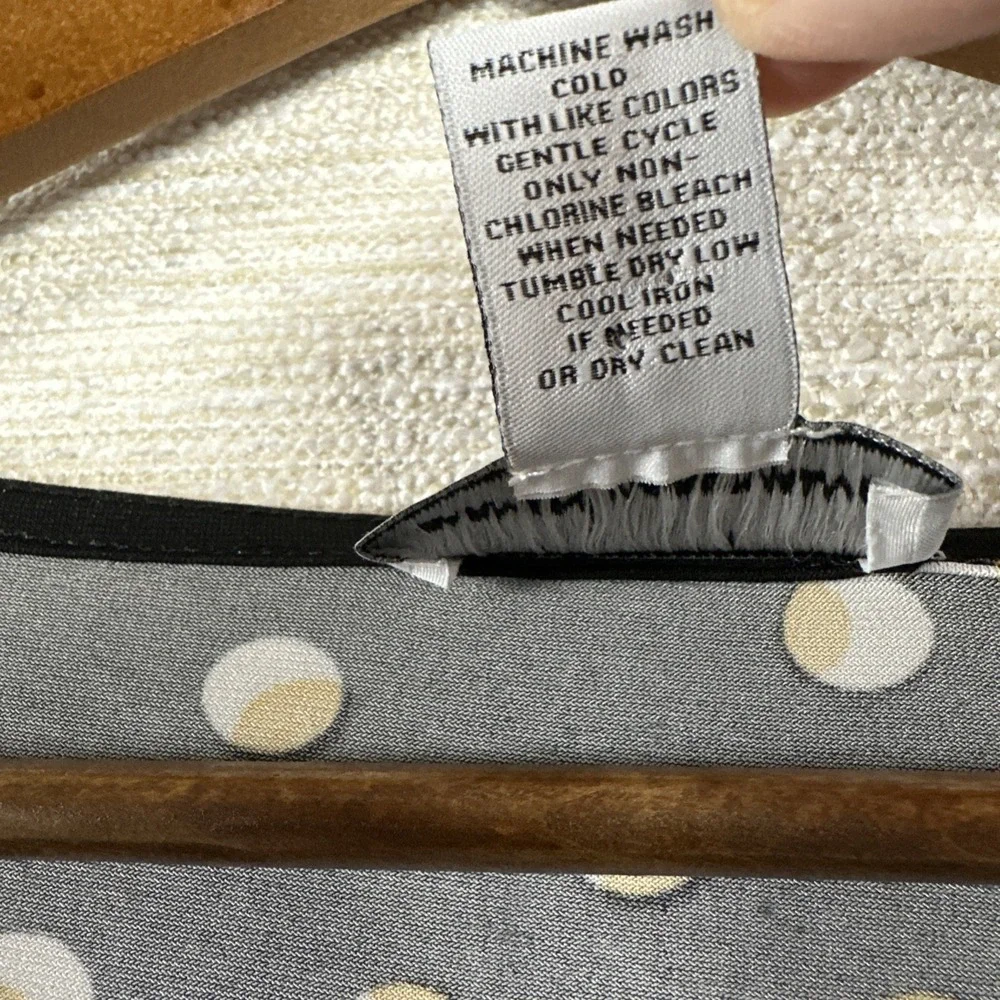 MACHINE WASH
COLD
WITH LIKE COLORS
GENTLE CYCLE
ONLY NON-
CHLORINE BLEACH
WHEN NEEDED
TUMBLE DRY LOW
COOL IRON
IF NEEDED
OR DRY CLEAN